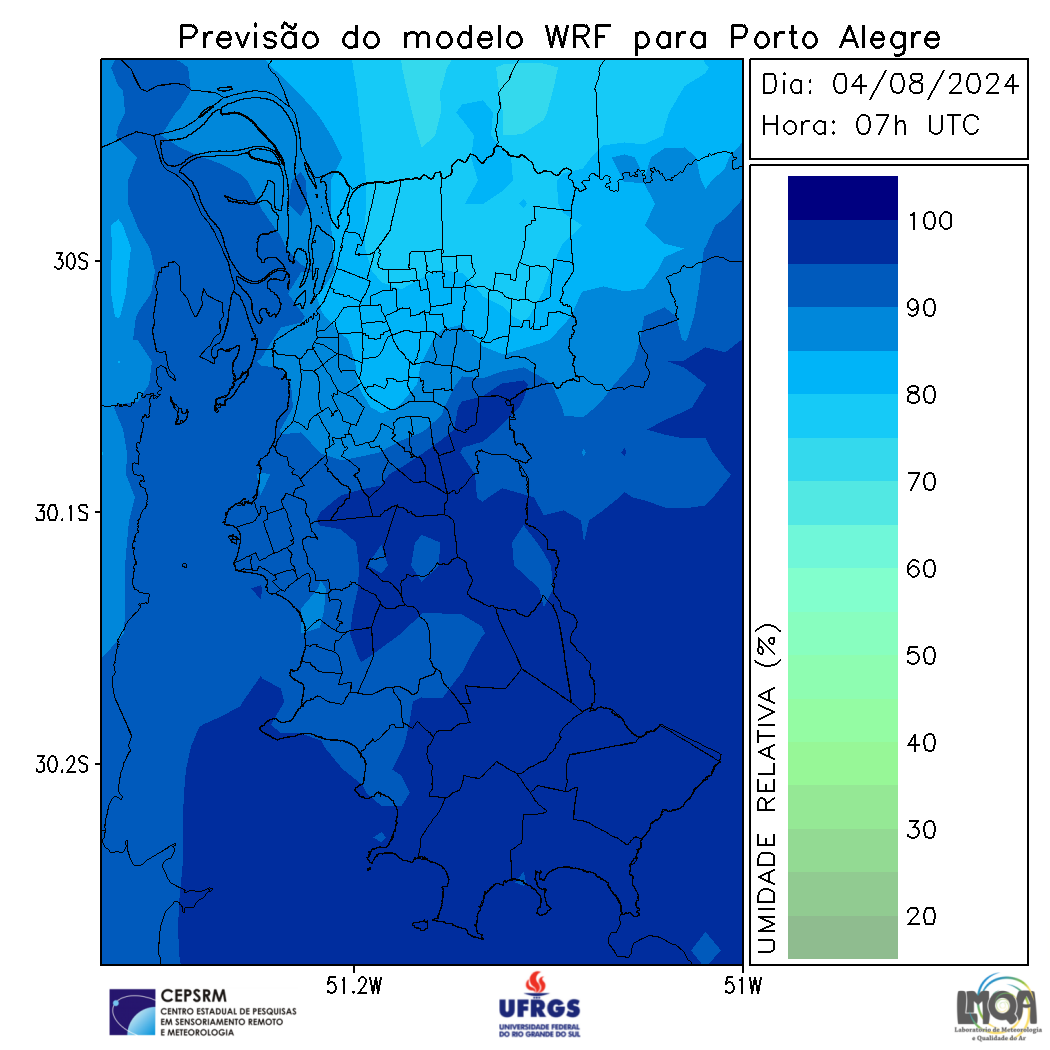 Previsão do modelo WRF para Porto Alegre
Dia: 04/08/2024
Hora: 07h UTC
30S
30.1S
30.2S
51.2W
51W
UMIDADE RELATIVA (%)
100
90
80
70
60
50
40
30
20
CEPSRM
CENTRO ESTADUAL DE PESQUISAS
EM SENSORIAMENTO REMOTO
E METEOROLOGIA
UFRGS
UNIVERSIDADE FEDERAL
DO RIO GRANDE DO SUL
LMQA
Laboratório de Meteorologia
e Qualidade do Ar